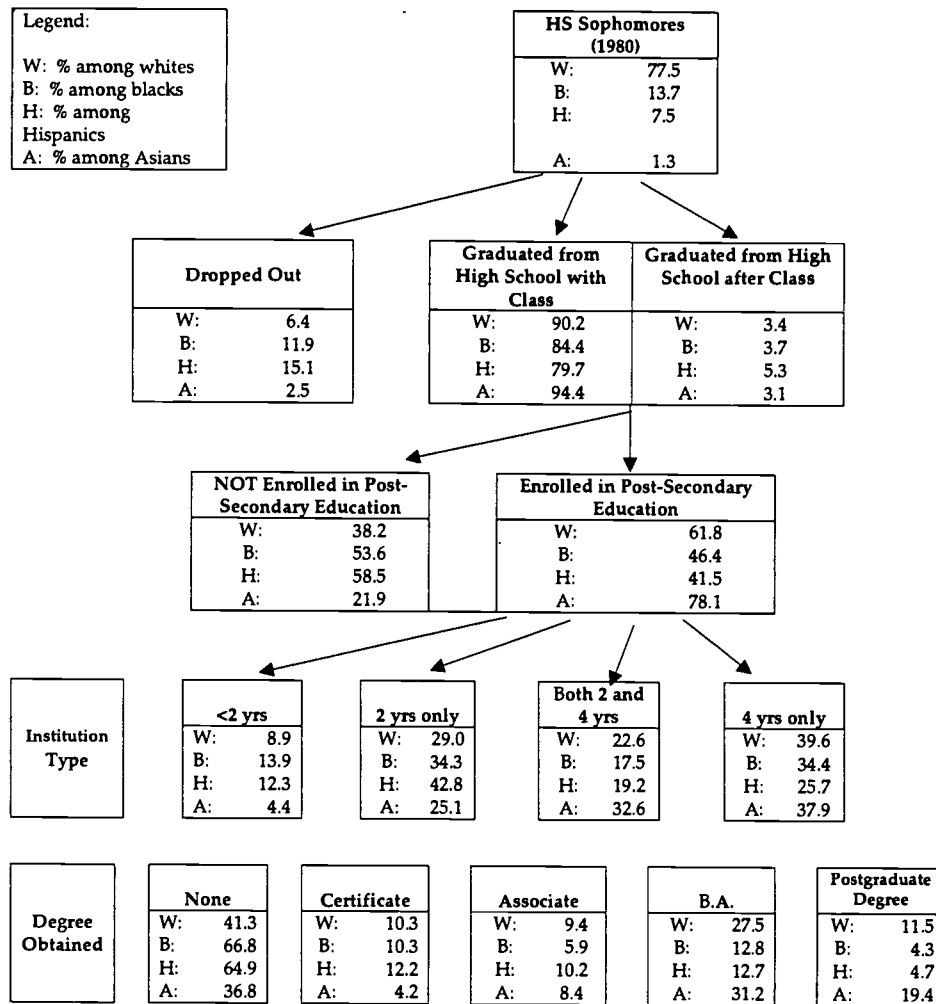 Legend:
W: % among whites
B: % among blacks
H: % among
Hispanics
A: % among Asians
HS Sophomores
(1980)
W: 77.5
B: 13.7
H: 7.5
A: 1.3
Dropped Out
W: 6.4
B: 11.9
H: 15.1
A: 2.5
Graduated from
High School with
Class
W: 90.2
B: 84.4
H: 79.7
A: 94.4
Graduated from High
School after Class
W: 3.4
B: 3.7
H: 5.3
A: 3.1
NOT Enrolled in Post-
Secondary Education
W: 38.2
B: 53.6
H: 58.5
A: 21.9
Enrolled in Post-Secondary
Education
W: 61.8
B: 46.4
H: 41.5
A: 78.1
Institution
Type
<2 yrs
W: 8.9
B: 13.9
H: 12.3
A: 4.4
2 yrs only
W: 29.0
B: 34.3
H: 42.8
A: 25.1
Both 2 and
4 yrs
W: 22.6
B: 17.5
H: 19.2
A: 32.6
4 yrs only
W: 39.6
B: 34.4
H: 25.7
A: 37.9
Degree
Obtained
None
W: 41.3
B: 66.8
H: 64.9
A: 36.8
Certificate
W: 10.3
B: 10.3
H: 12.2
A: 4.2
Associate
W: 9.4
B: 5.9
H: 10.2
A: 8.4
B.A.
W: 27.5
B: 12.8
H: 12.7
A: 31.2
Postgraduate
Degree
W: 11.5
B: 4.3
H: 4.7
A: 19.4